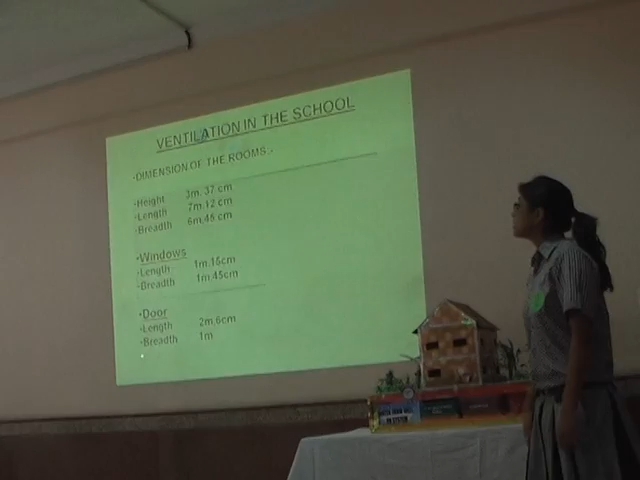 VENTILATION IN THE SCHOOL
•DIMENSION OF THE ROOMS:-
•Height 3m. 37 cm
•Length 7m.12 cm
•Breadth 6m.46 cm
•Windows
•Length 1m.15cm
•Breadth 1m.45cm
•Door
•Length 2m.6cm
•Breadth 1m